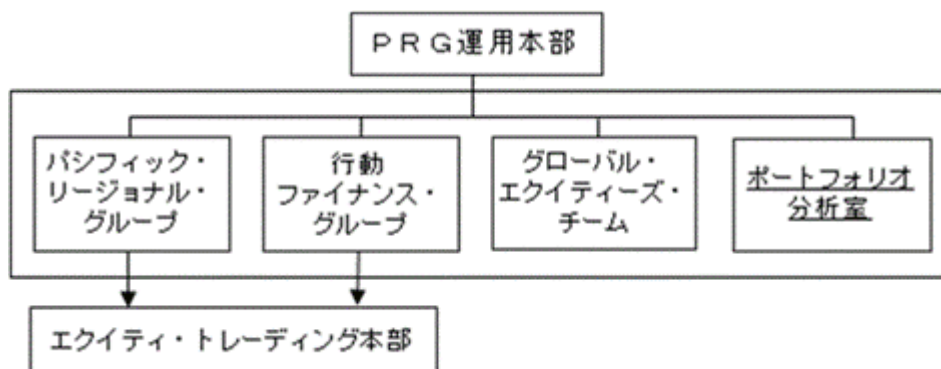 PRG運用本部
パシフィック・
リージョナル・
グループ
行動
ファイナンス・
グループ
グローバル・
エクイティーズ・
チーム
ポートフォリオ
分析室
エクイティ・トレーディング本部